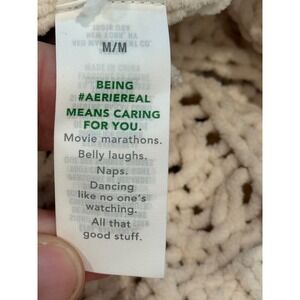 M/M
BEING
#AERIEREAL
MEANS CARING
FOR YOU.
Movie marathons.
Belly laughs.
Naps.
Dancing
like no one's
watching.
All that
good stuff.